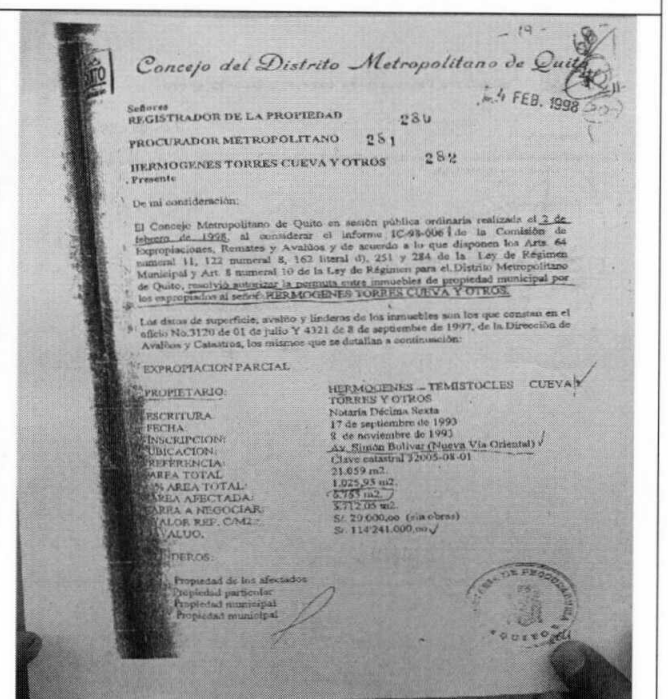 - 19 -
Concejo del Distrito Metropolitano de Quito
4 FEB. 1998
Señores
REGISTRADOR DE LA PROPIEDAD 280
PROCURADOR METROPOLITANO 281
HERMOGENES TORRES CUEVA Y OTROS 282
Presente
De mi consideración:
El Concejo Metropolitano de Quito en sesión pública ordinaria realizada el 2 de
febrero de 1998, al considerar el informe IC-98-006 de la Comisión de
Expropiaciones, Remates y Avalúos y de acuerdo a lo que disponen los Arts. 64
numeral 11, 122 numeral 8, 162 literal d), 251 y 284 de la Ley de Régimen
Municipal y Art. 8 numeral 10 de la Ley de Régimen para el Distrito Metropolitano
de Quito, resolvió autorizar la permuta entre inmuebles de propiedad municipal por
los expropiados al señor HERMOGENES TORRES CUEVA Y OTROS.
Los datos de superficie, avalúo y linderos de los inmuebles son los que constan en el
oficio No.3120 de 01 de julio Y 4321 de 8 de septiembre de 1997, de la Dirección de
Avalúos y Catastros, los mismos que se detallan a continuación:
EXPROPIACION PARCIAL
PROPIETARIO: HERMOGENES – TEMISTOCLES CUEVA
TORRES Y OTROS
ESCRITURA Notaría Décima Sexta
FECHA: 17 de septiembre de 1993
INSCRIPCION: 8 de noviembre de 1993
UBICACION: Av. Simón Bolívar (Nueva Vía Oriental)
REFERENCIA: Clave catastral 32005-08-01
AREA TOTAL 21.059 m2.
% AREA TOTAL: 1.025,95 m2.
AREA AFECTADA: m2.
AREA A NEGOCIAR: 5.712.05 m2.
VALOR REF. C/M2.: S/. 20.000,oo (sin obras)
AVALUO. S/. 114'241.000,oo
LINDEROS:
Propiedad de los afectados
Propiedad particular
Propiedad municipal
Propiedad municipal